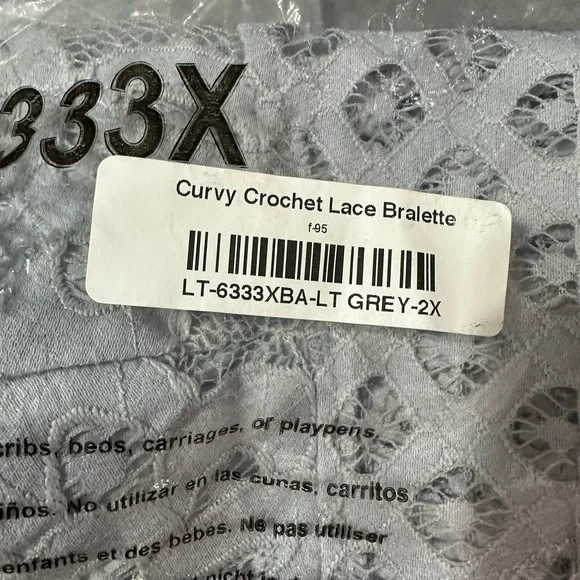 333X
Curvy Crochet Lace Bralette
f-95
LT-6333XBA-LT GREY-2X
cribs, beds, carriages, or playpens.
No utilizar en las cunas, carritos
enfants et des bébés. Ne pas utiliser
not